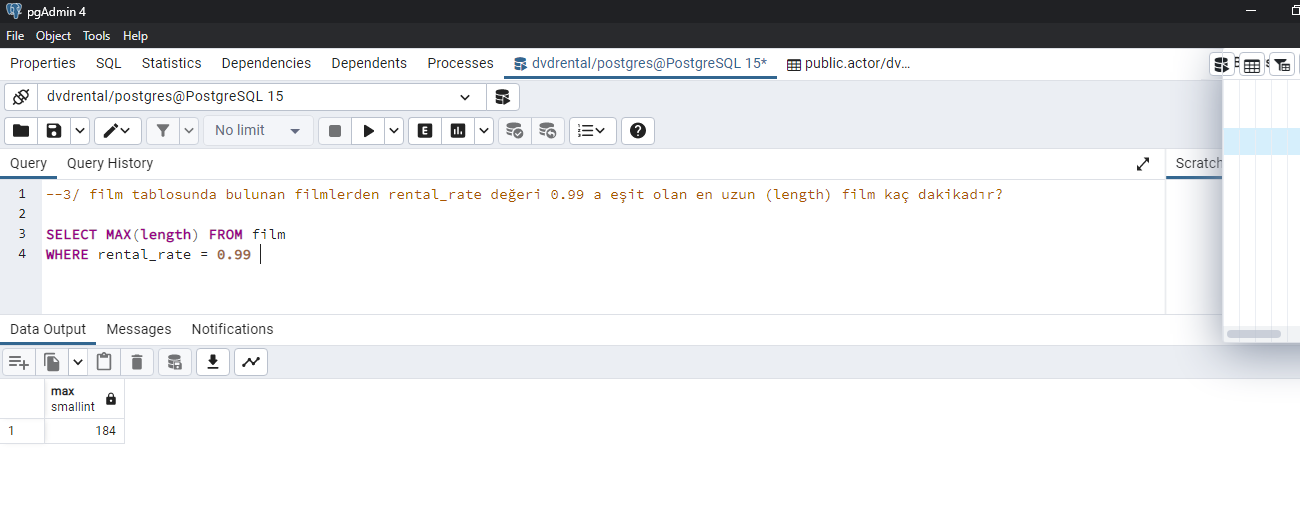 pgAdmin 4
File Object Tools Help
Properties SQL Statistics Dependencies Dependents Processes dvdrental/postgres@PostgreSQL 15* public.actor/dv...
dvdrental/postgres@PostgreSQL 15
No limit
Query Query History Scratch
1 --3/ film tablosunda bulunan filmlerden rental_rate değeri 0.99 a eşit olan en uzun (length) film kaç dakikadır?
2
3 SELECT MAX(length) FROM film
4 WHERE rental_rate = 0.99
Data Output Messages Notifications
max
smallint
1 184